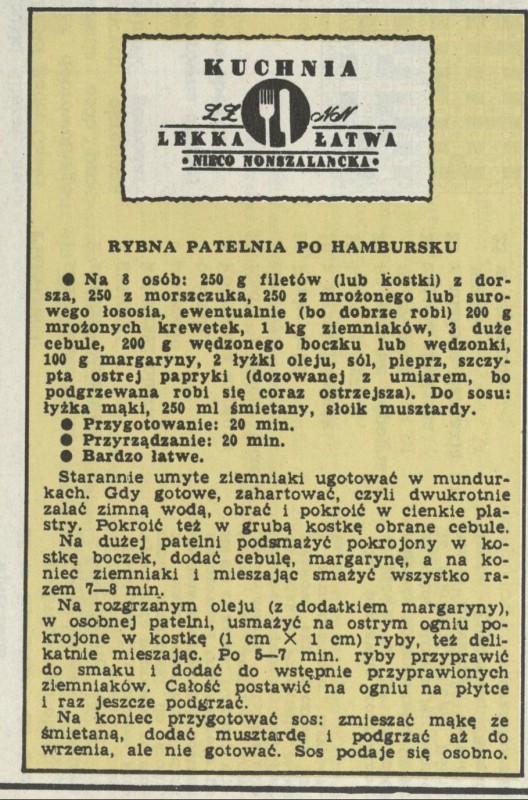 KUCHNIA
ŁŁ NN
LEKKA ŁATWA
• NIECO NONSZALANCKA •
RYBNA PATELNIA PO HAMBURSKU
● Na 8 osób: 250 g filetów (lub kostki) z dor-
sza, 250 z morszczuka, 250 z mrożonego lub suro-
wego łososia, ewentualnie (bo dobrze robi) 200 g
mrożonych krewetek, 1 kg ziemniaków, 3 duże
cebule, 200 g wędzonego boczku lub wędzonki,
100 g margaryny, 2 łyżki oleju, sól, pieprz, szczy-
pta ostrej papryki (dozowanej z umiarem, bo
podgrzewana robi się coraz ostrzejsza). Do sosu:
łyżka mąki, 250 ml śmietany, słoik musztardy.
● Przygotowanie: 20 min.
● Przyrządzanie: 20 min.
● Bardzo łatwe.
Starannie umyte ziemniaki ugotować w mundur-
kach. Gdy gotowe, zahartować, czyli dwukrotnie
zalać zimną wodą, obrać i pokroić w cienkie pla-
stry. Pokroić też w grubą kostkę obrane cebule.
Na dużej patelni podsmażyć pokrojony w ko-
stkę boczek, dodać cebulę, margarynę, a na ko-
niec ziemniaki i mieszając smażyć wszystko ra-
zem 7—8 min.
Na rozgrzanym oleju (z dodatkiem margaryny),
w osobnej patelni, usmażyć na ostrym ogniu po-
krojone w kostkę (1 cm × 1 cm) ryby, też deli-
katnie mieszając. Po 5—7 min. ryby przyprawić
do smaku i dodać do wstępnie przyprawionych
ziemniaków. Całość postawić na ogniu na płytce
i raz jeszcze podgrzać.
Na koniec przygotować sos: zmieszać mąkę ze
śmietaną, dodać musztardę i podgrzać aż do
wrzenia, ale nie gotować. Sos podaje się osobno.